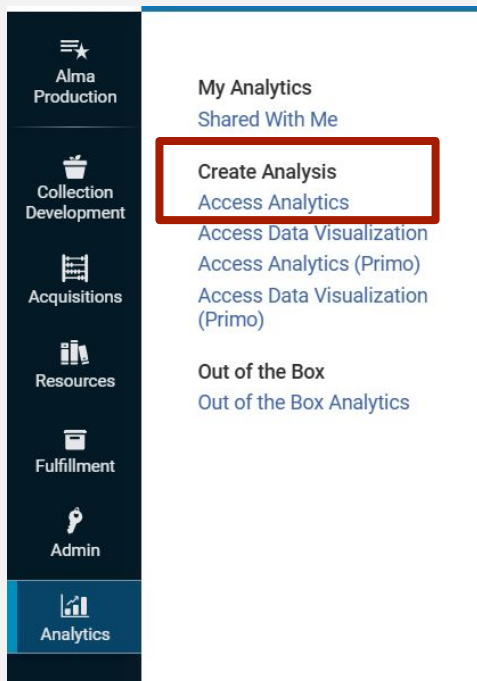 Alma
Production
Collection
Development
Acquisitions
Resources
Fulfillment
Admin
Analytics
My Analytics
Shared With Me
Create Analysis
Access Analytics
Access Data Visualization
Access Analytics (Primo)
Access Data Visualization
(Primo)
Out of the Box
Out of the Box Analytics